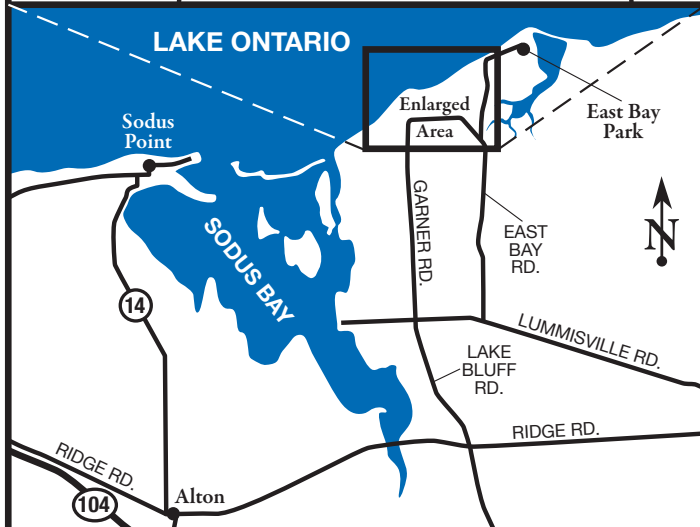 LAKE ONTARIO
Enlarged
Area
East Bay
Park
Sodus
Point
SODUS BAY
GARNER RD.
EAST
BAY
RD.
N
14
LUMMISVILLE RD.
LAKE
BLUFF
RD.
RIDGE RD.
RIDGE RD.
104
Alton